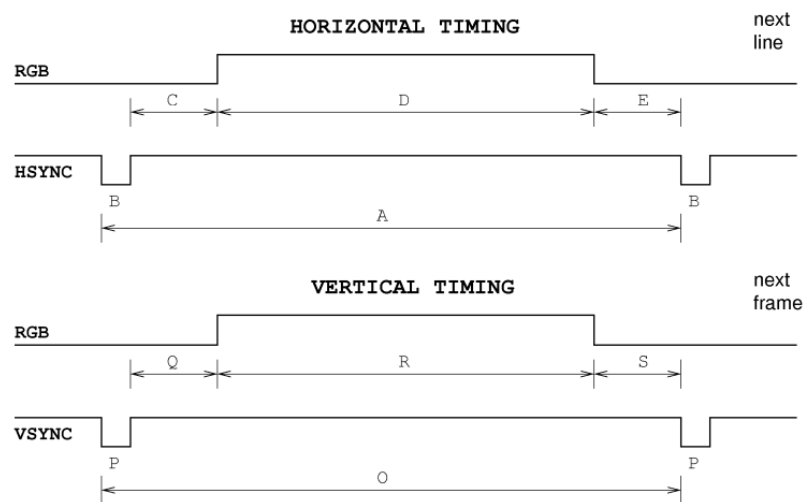 HORIZONTAL TIMING
next
line
RGB
C D E
HSYNC
B B
A
VERTICAL TIMING
next
frame
RGB
Q R S
VSYNC
P P
O